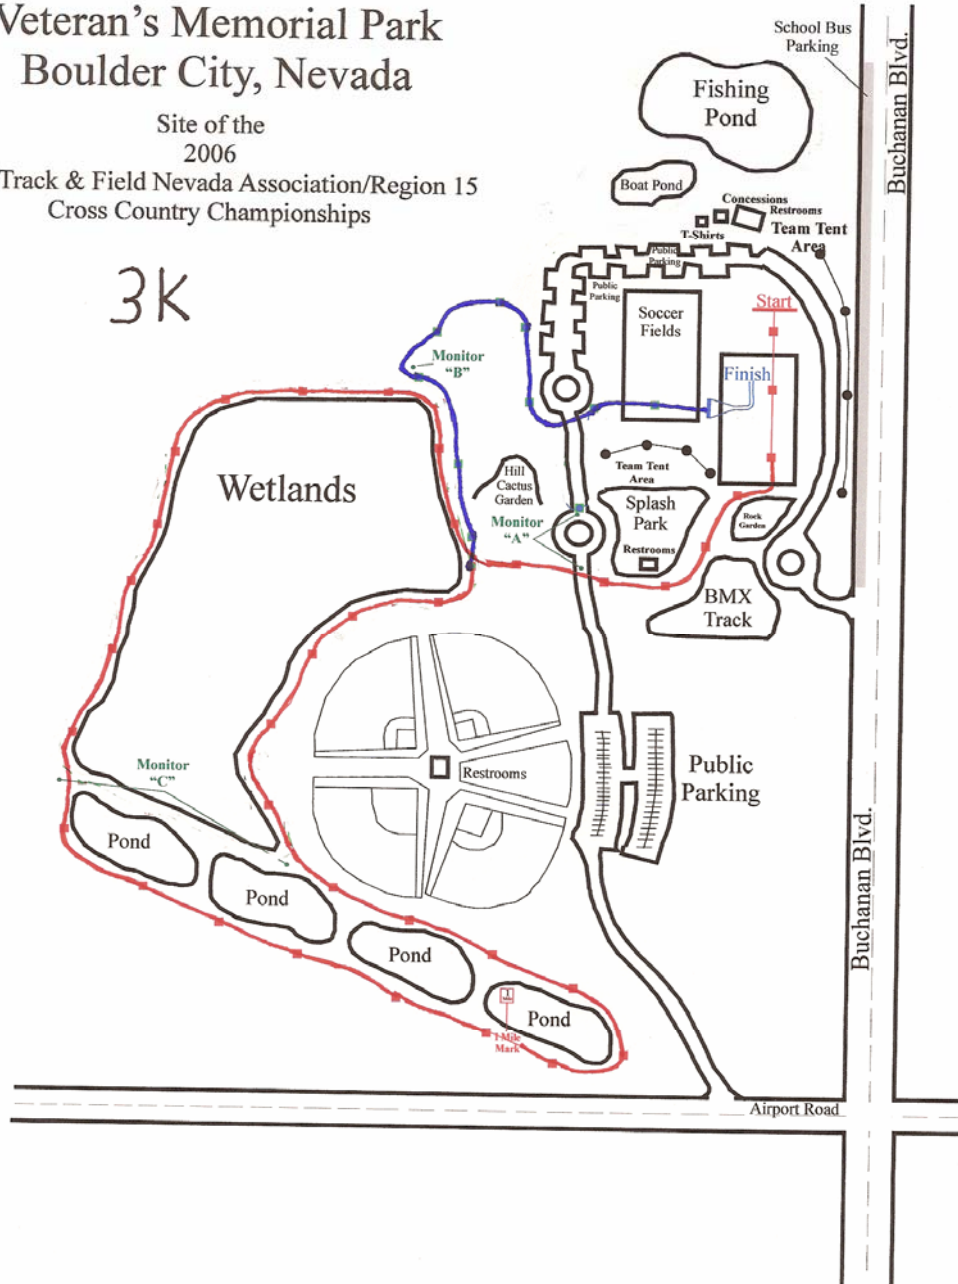 Veteran's Memorial Park
Boulder City, Nevada
Site of the
2006
Track & Field Nevada Association/Region 15
Cross Country Championships
3K
School Bus
Parking
Buchanan Blvd.
Fishing
Pond
Boat Pond
Concessions
Restrooms
T-Shirts
Team Tent
Area
Public
Parking
Public
Parking
Soccer
Fields
Start
Finish
Monitor
"B"
Wetlands
Hill
Cactus
Garden
Team Tent
Area
Splash
Park
Restrooms
Rock
Garden
Monitor
"A"
BMX
Track
Monitor
"C"
Restrooms
Public
Parking
Pond
Pond
Pond
Pond
1
1 Mile
Mark
Buchanan Blvd.
Airport Road